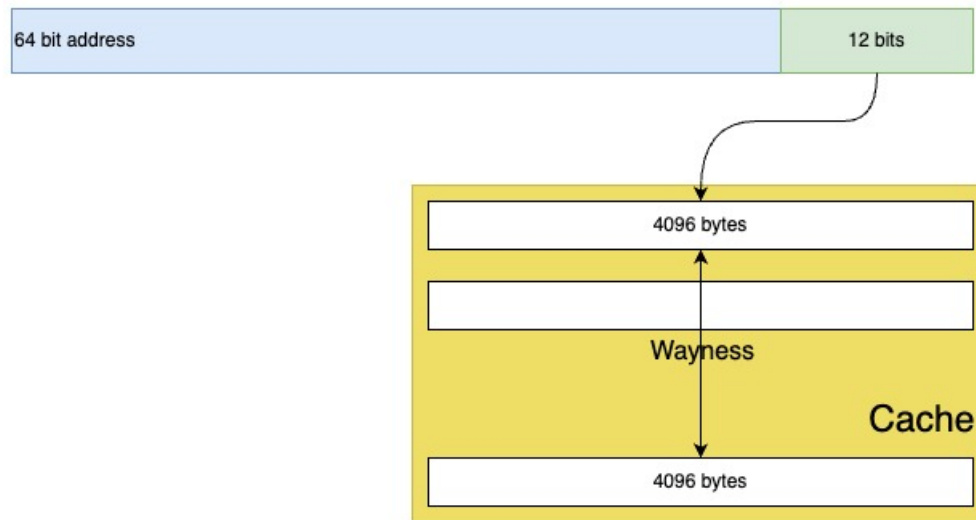 64 bit address
12 bits
4096 bytes
Wayness
Cache
4096 bytes